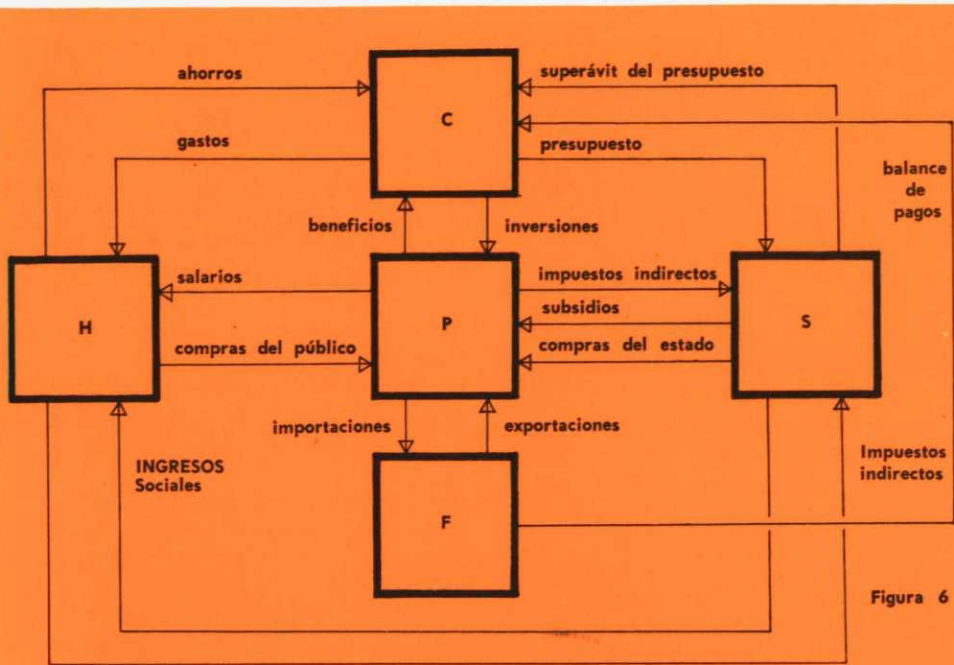 ahorros
superávit del presupuesto
C
gastos
presupuesto
balance
de
pagos
beneficios
inversiones
salarios
impuestos indirectos
H
P
subsidios
S
compras del público
compras del estado
importaciones
exportaciones
INGRESOS
Sociales
Impuestos
indirectos
F
Figura 6